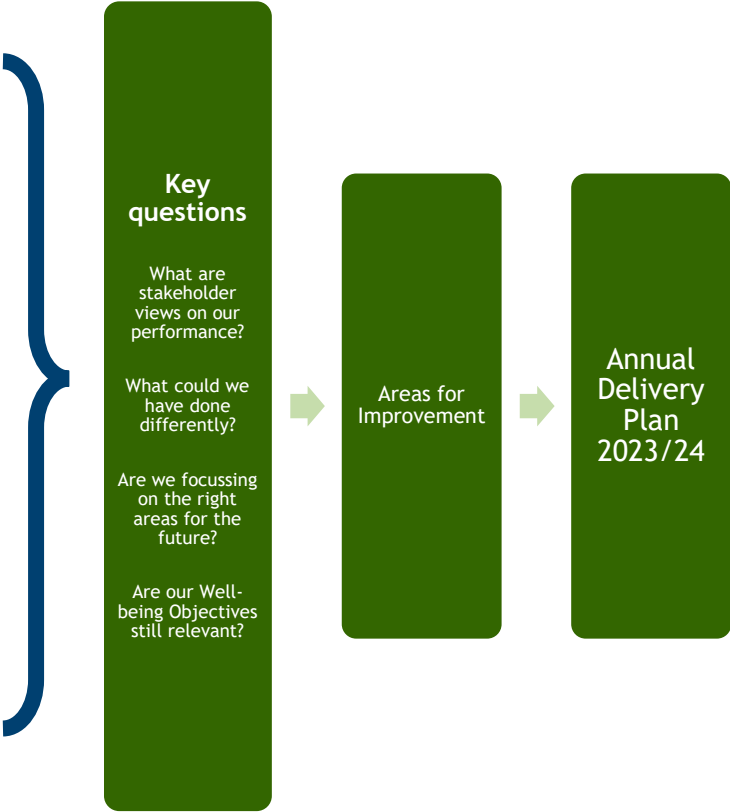 Key
questions
What are
stakeholder
views on our
performance?
What could we
have done
differently?
Are we focussing
on the right
areas for the
future?
Are our Well-
being Objectives
still relevant?
Areas for
Improvement
Annual
Delivery
Plan
2023/24